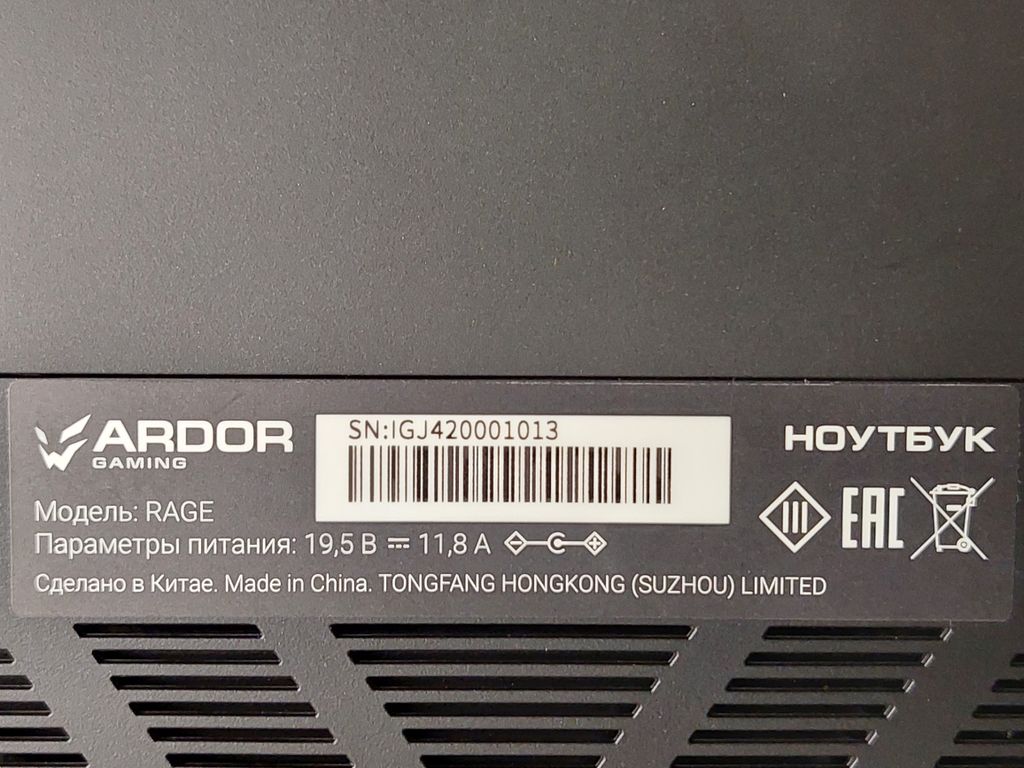 ARDOR
GAMING
SN:IGJ420001013
НОУТБУК
Модель: RAGE
EAC
Параметры питания: 19,5 В ⎓ 11,8 А
Сделано в Китае. Made in China. TONGFANG HONGKONG (SUZHOU) LIMITED